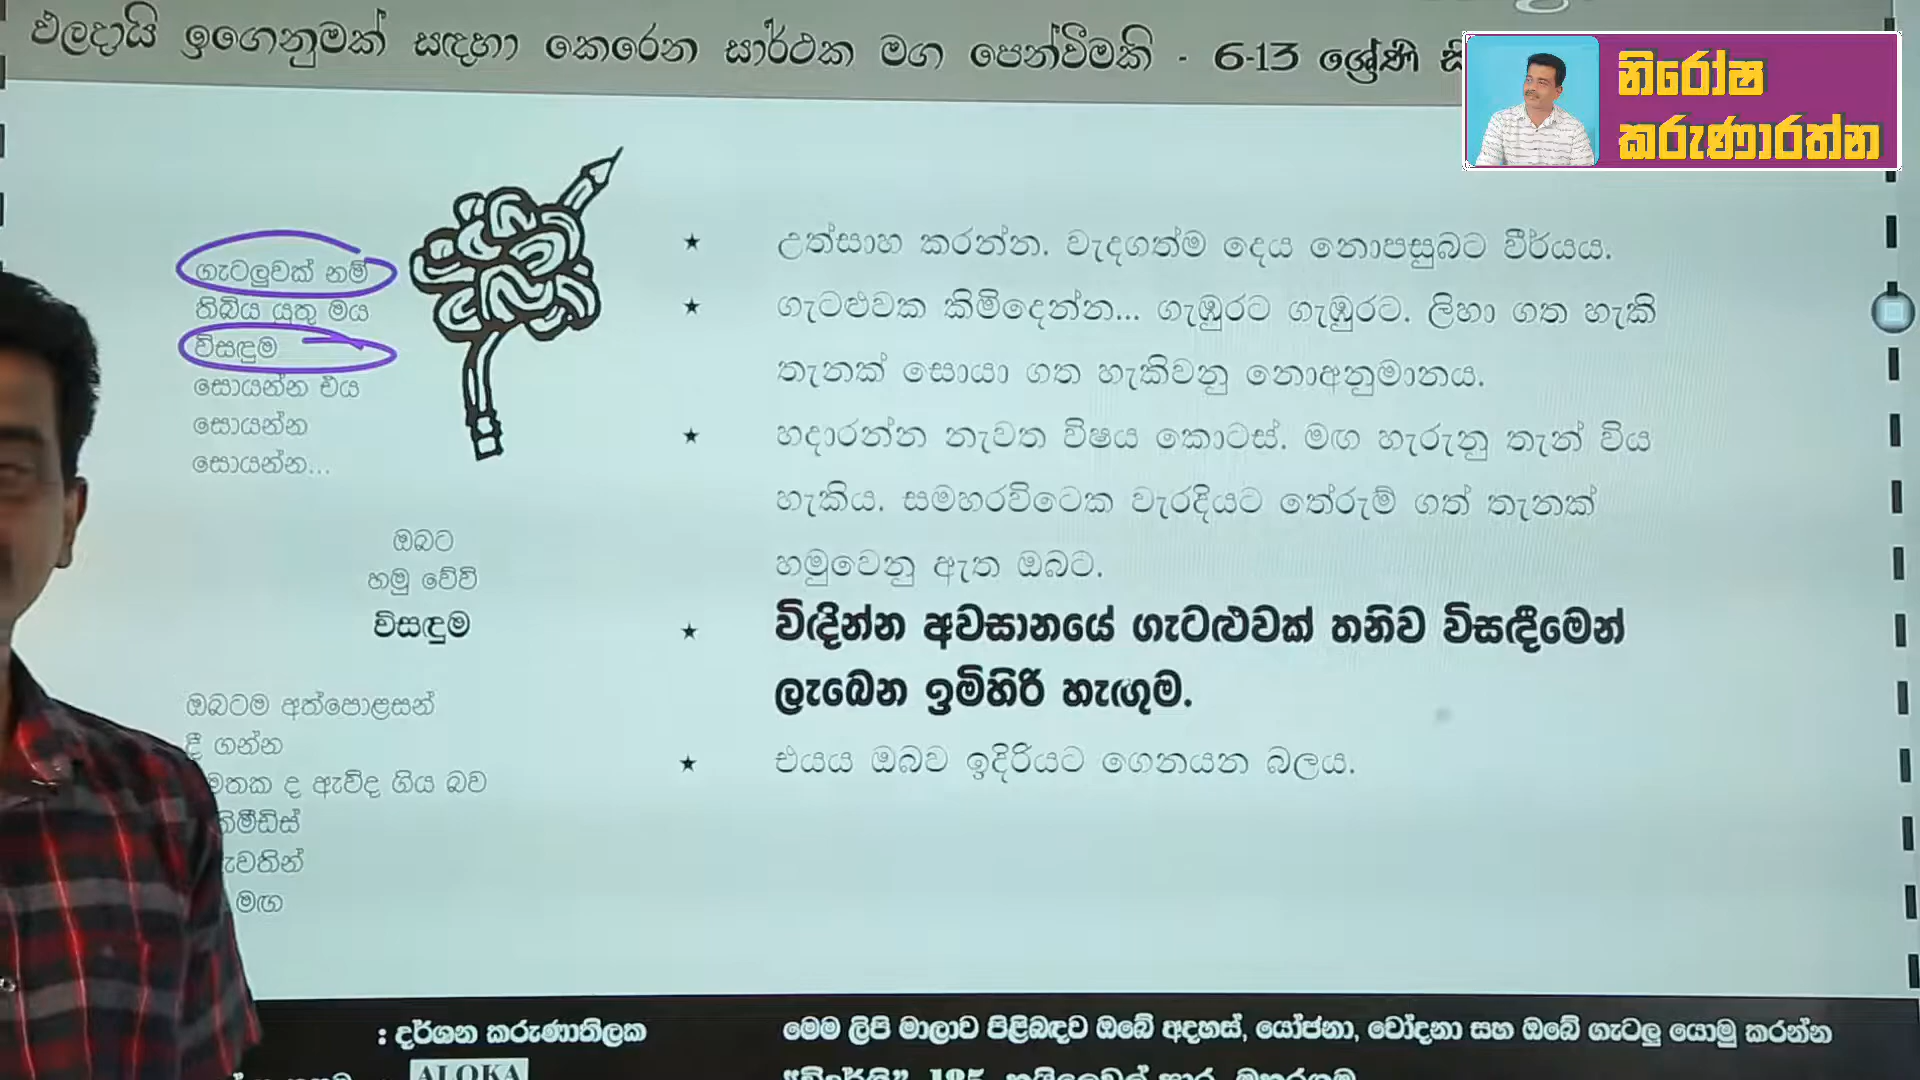 ඵලදායි ඉගෙනුමක් සඳහා කෙරෙන සාර්ථක මග පෙන්වීමකි - 6-13 ශ්‍රේණි
නිරෝෂ
කරුණාරත්න
ගැටලුවක් නම්
තිබිය යුතු මය
විසඳුම
සොයන්න එය
සොයන්න
සොයන්න...
ඔබට
හමු වේවි
විසඳුම
ඔබටම අත්පොළසන්
දී ගන්න
ද ඇවිද ගිය බව
මඟ
★ උත්සාහ කරන්න. වැදගත්ම දෙය නොපසුබට වීර්යය.
★ ගැටළුවක කිමිදෙන්න... ගැඹුරට ගැඹුරට. ලිහා ගත හැකි
තැනක් සොයා ගත හැකිවනු නොඅනුමානය.
★ හදාරන්න නැවත විෂය කොටස්. මඟ හැරුනු තැන් විය
හැකිය. සමහරවිටෙක වැරදියට තේරුම් ගත් තැනක්
හමුවෙනු ඇත ඔබට.
★ විඳින්න අවසානයේ ගැටළුවක් තනිව විසඳීමෙන්
ලැබෙන ඉමිහිරි හැඟුම.
★ එයය ඔබව ඉදිරියට ගෙනයන බලය.
: දර්ශන කරුණාතිලක
ALOKA
මෙම ලිපි මාලාව පිළිබඳව ඔබේ අදහස්, යෝජනා, චෝදනා සහ ඔබේ ගැටලු යොමු කරන්න